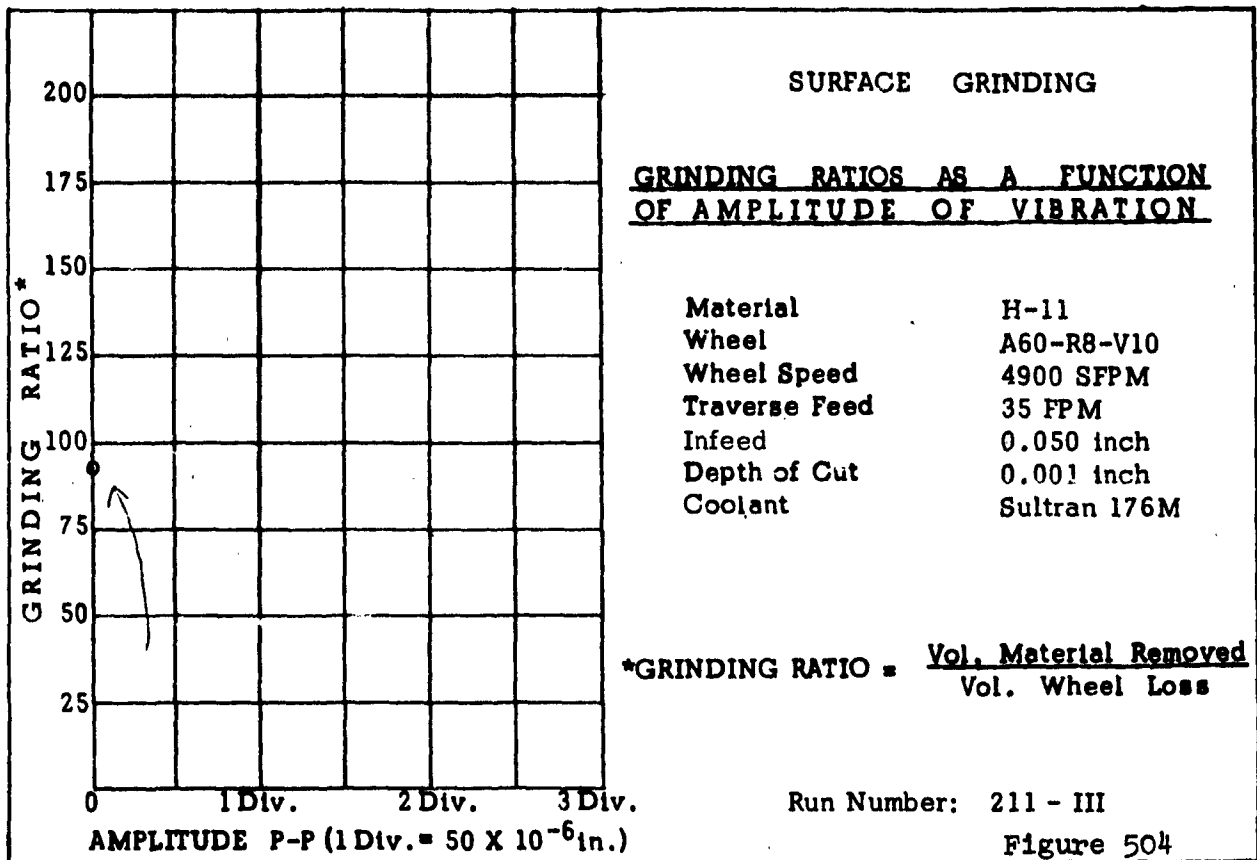 SURFACE GRINDING
GRINDING RATIOS AS A FUNCTION
OF AMPLITUDE OF VIBRATION
Material H-11
Wheel A60-R8-V10
Wheel Speed 4900 SFPM
Traverse Feed 35 FPM
Infeed 0.050 inch
Depth of Cut 0.001 inch
Coolant Sultran 176M
*GRINDING RATIO = Vol. Material Removed
Vol. Wheel Loss
Run Number: 211 - III
Figure 504
GRINDING RATIO*
200
175
150
125
100
75
50
25
0 1 Div. 2 Div. 3 Div.
AMPLITUDE P-P (1 Div. = 50 X 10⁻⁶ in.)